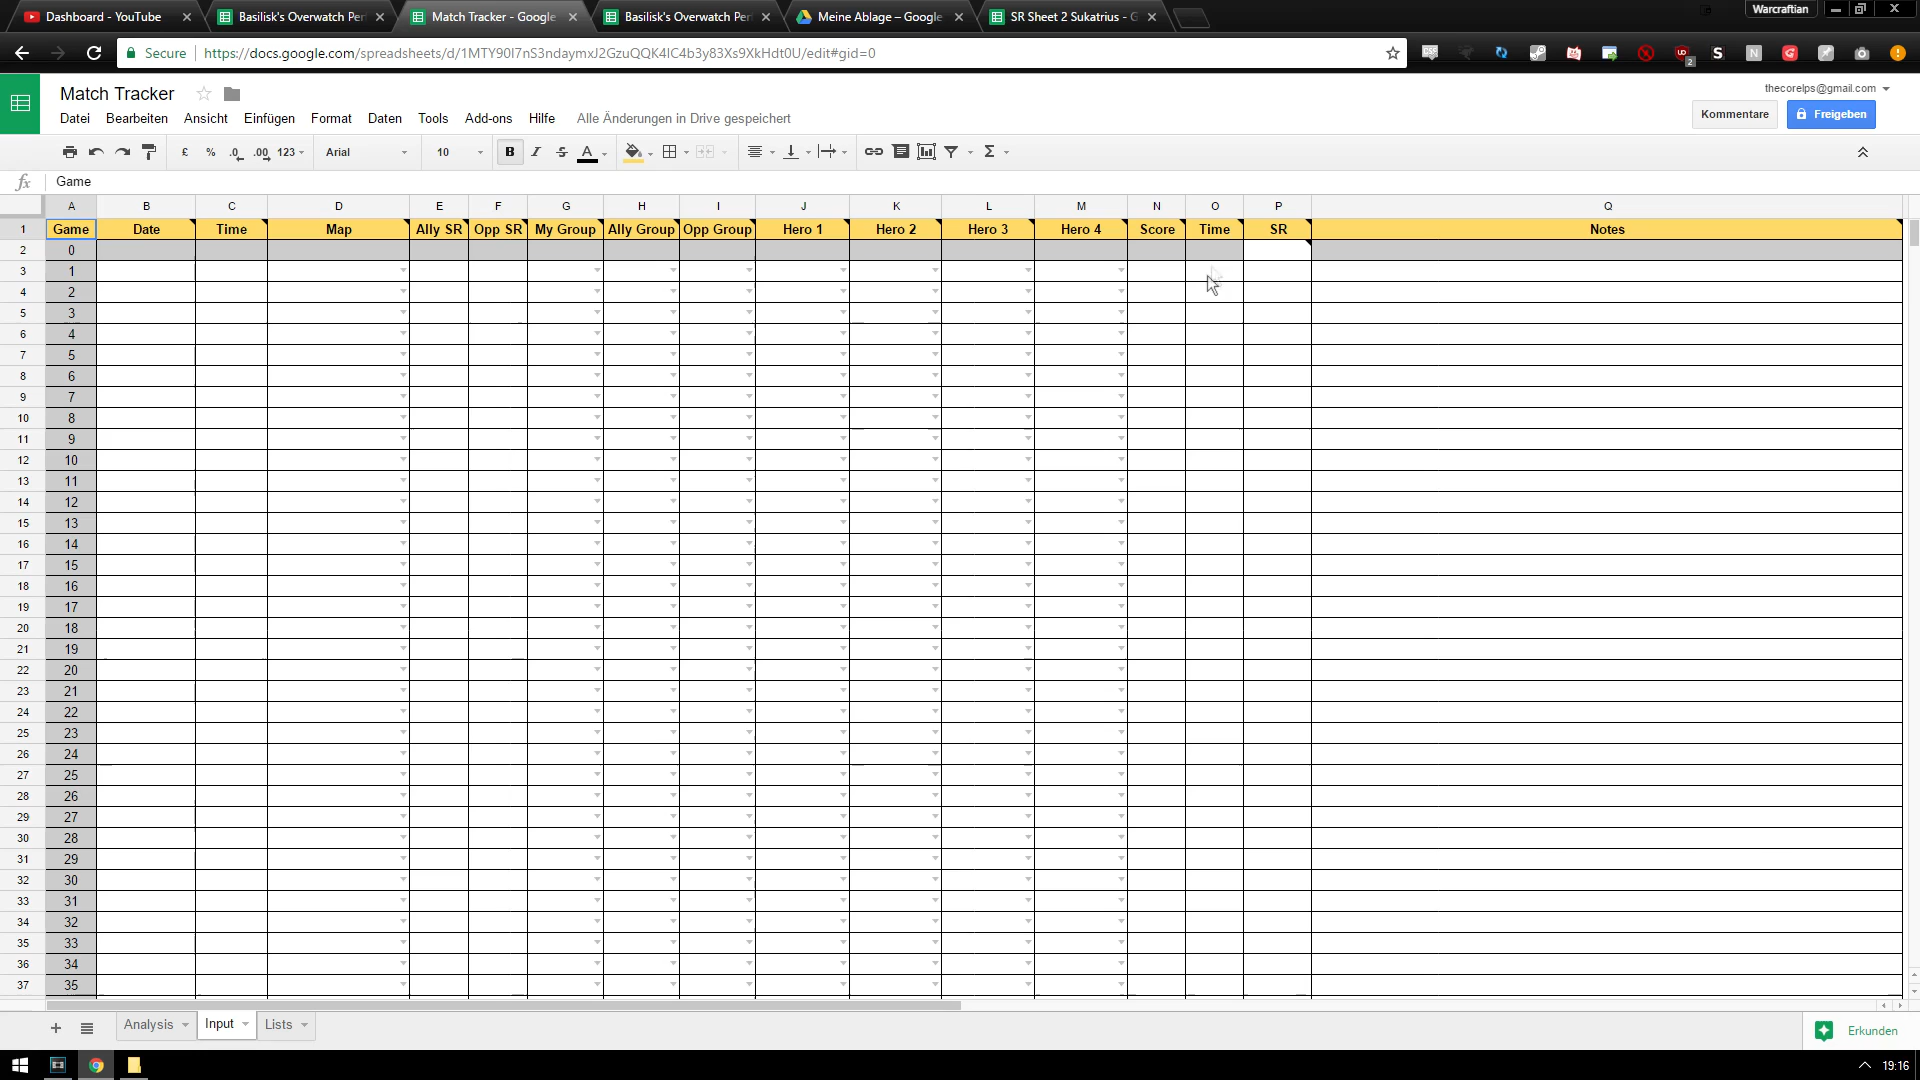 Dashboard - YouTube
Basilisk's Overwatch Per
Match Tracker - Google
Basilisk's Overwatch Per
Meine Ablage – Google
SR Sheet 2 Sukatrius - G
Warcraftian
Secure https://docs.google.com/spreadsheets/d/1MTY90I7nS3ndaymxJ2GzuQQK4lC4b3y83Xs9XkHdt0U/edit#gid=0
Match Tracker
thecorelps@gmail.com
Datei Bearbeiten Ansicht Einfügen Format Daten Tools Add-ons Hilfe Alle Änderungen in Drive gespeichert
Kommentare Freigeben
£ % .0 .00 123 Arial 10 B I S A Σ
fx Game
A B C D E F G H I J K L M N O P Q
1 Game Date Time Map Ally SR Opp SR My Group Ally Group Opp Group Hero 1 Hero 2 Hero 3 Hero 4 Score Time SR Notes
2 0
3 1
4 2
5 3
6 4
7 5
8 6
9 7
10 8
11 9
12 10
13 11
14 12
15 13
16 14
17 15
18 16
19 17
20 18
21 19
22 20
23 21
24 22
25 23
26 24
27 25
28 26
29 27
30 28
31 29
32 30
33 31
34 32
35 33
36 34
37 35
+ Analysis Input Lists
Erkunden
19:16